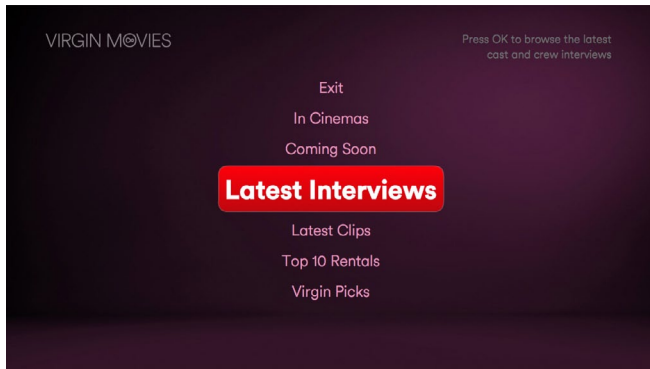 VIRGIN MOVIES
Press OK to browse the latest
cast and crew interviews
Exit
In Cinemas
Coming Soon
Latest Interviews
Latest Clips
Top 10 Rentals
Virgin Picks